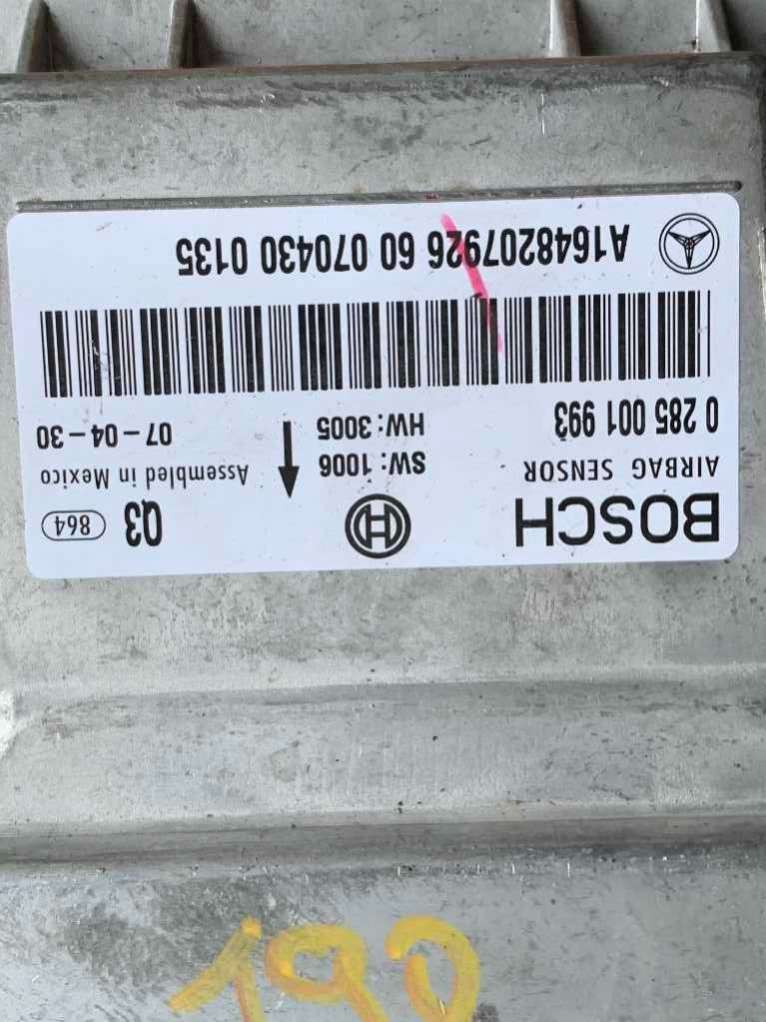 BOSCH Q3 864
AIRBAG SENSOR SW: 1006 Assembled in Mexico
0 285 001 993 HW: 3005 07-04-30
A1648207926 60 070430 0135
190